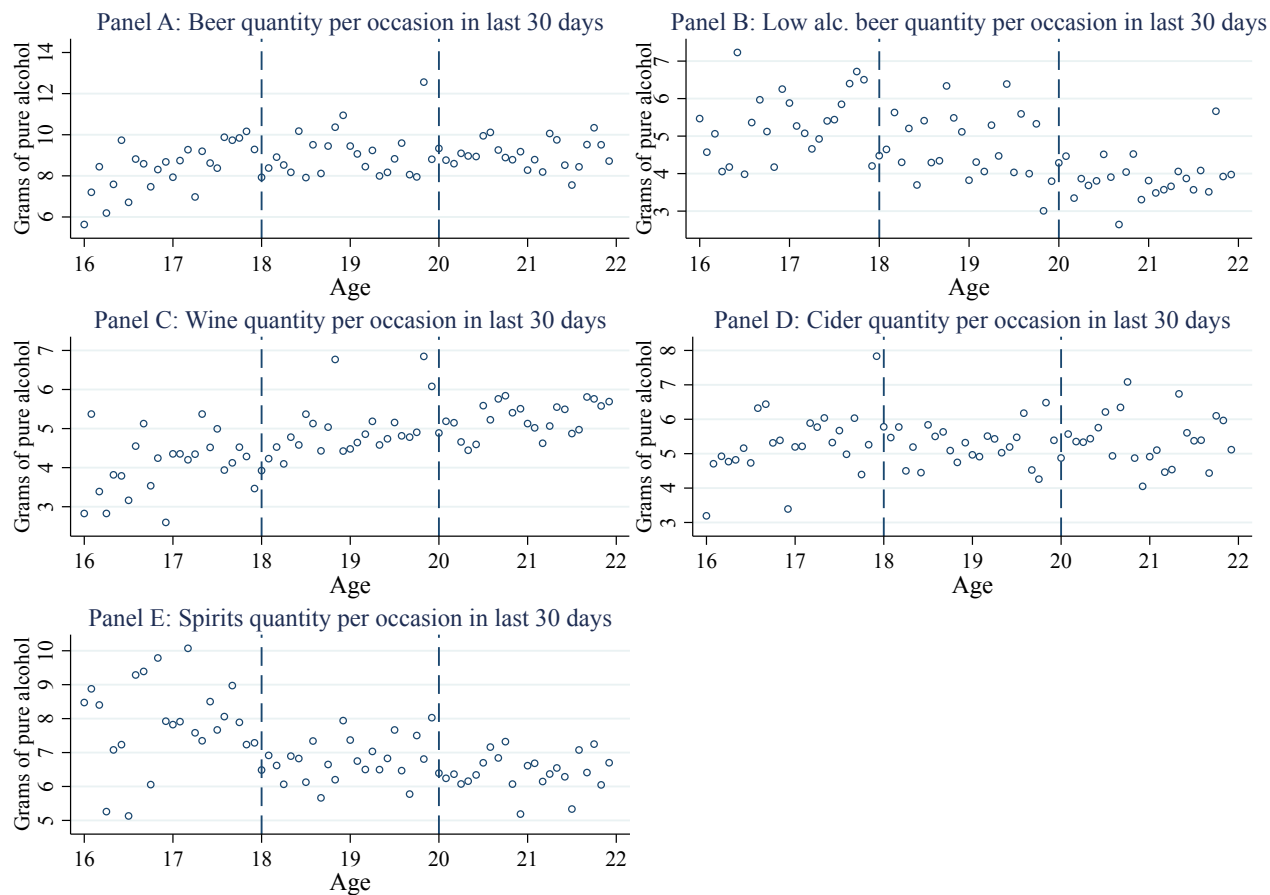 Panel A: Beer quantity per occasion in last 30 days
Grams of pure alcohol
14
12
10
8
6
16 17 18 19 20 21 22
Age
Panel B: Low alc. beer quantity per occasion in last 30 days
Grams of pure alcohol
7
6
5
4
3
16 17 18 19 20 21 22
Age
Panel C: Wine quantity per occasion in last 30 days
Grams of pure alcohol
7
6
5
4
3
16 17 18 19 20 21 22
Age
Panel D: Cider quantity per occasion in last 30 days
Grams of pure alcohol
8
7
6
5
4
3
16 17 18 19 20 21 22
Age
Panel E: Spirits quantity per occasion in last 30 days
Grams of pure alcohol
10
9
8
7
6
5
16 17 18 19 20 21 22
Age